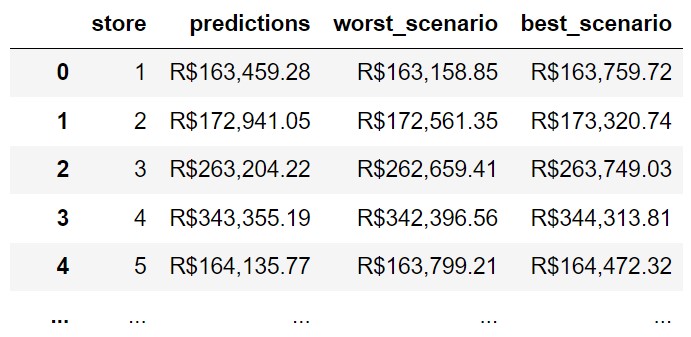 store predictions worst_scenario best_scenario
0 1 R$163,459.28 R$163,158.85 R$163,759.72
1 2 R$172,941.05 R$172,561.35 R$173,320.74
2 3 R$263,204.22 R$262,659.41 R$263,749.03
3 4 R$343,355.19 R$342,396.56 R$344,313.81
4 5 R$164,135.77 R$163,799.21 R$164,472.32
... ... ... ... ...